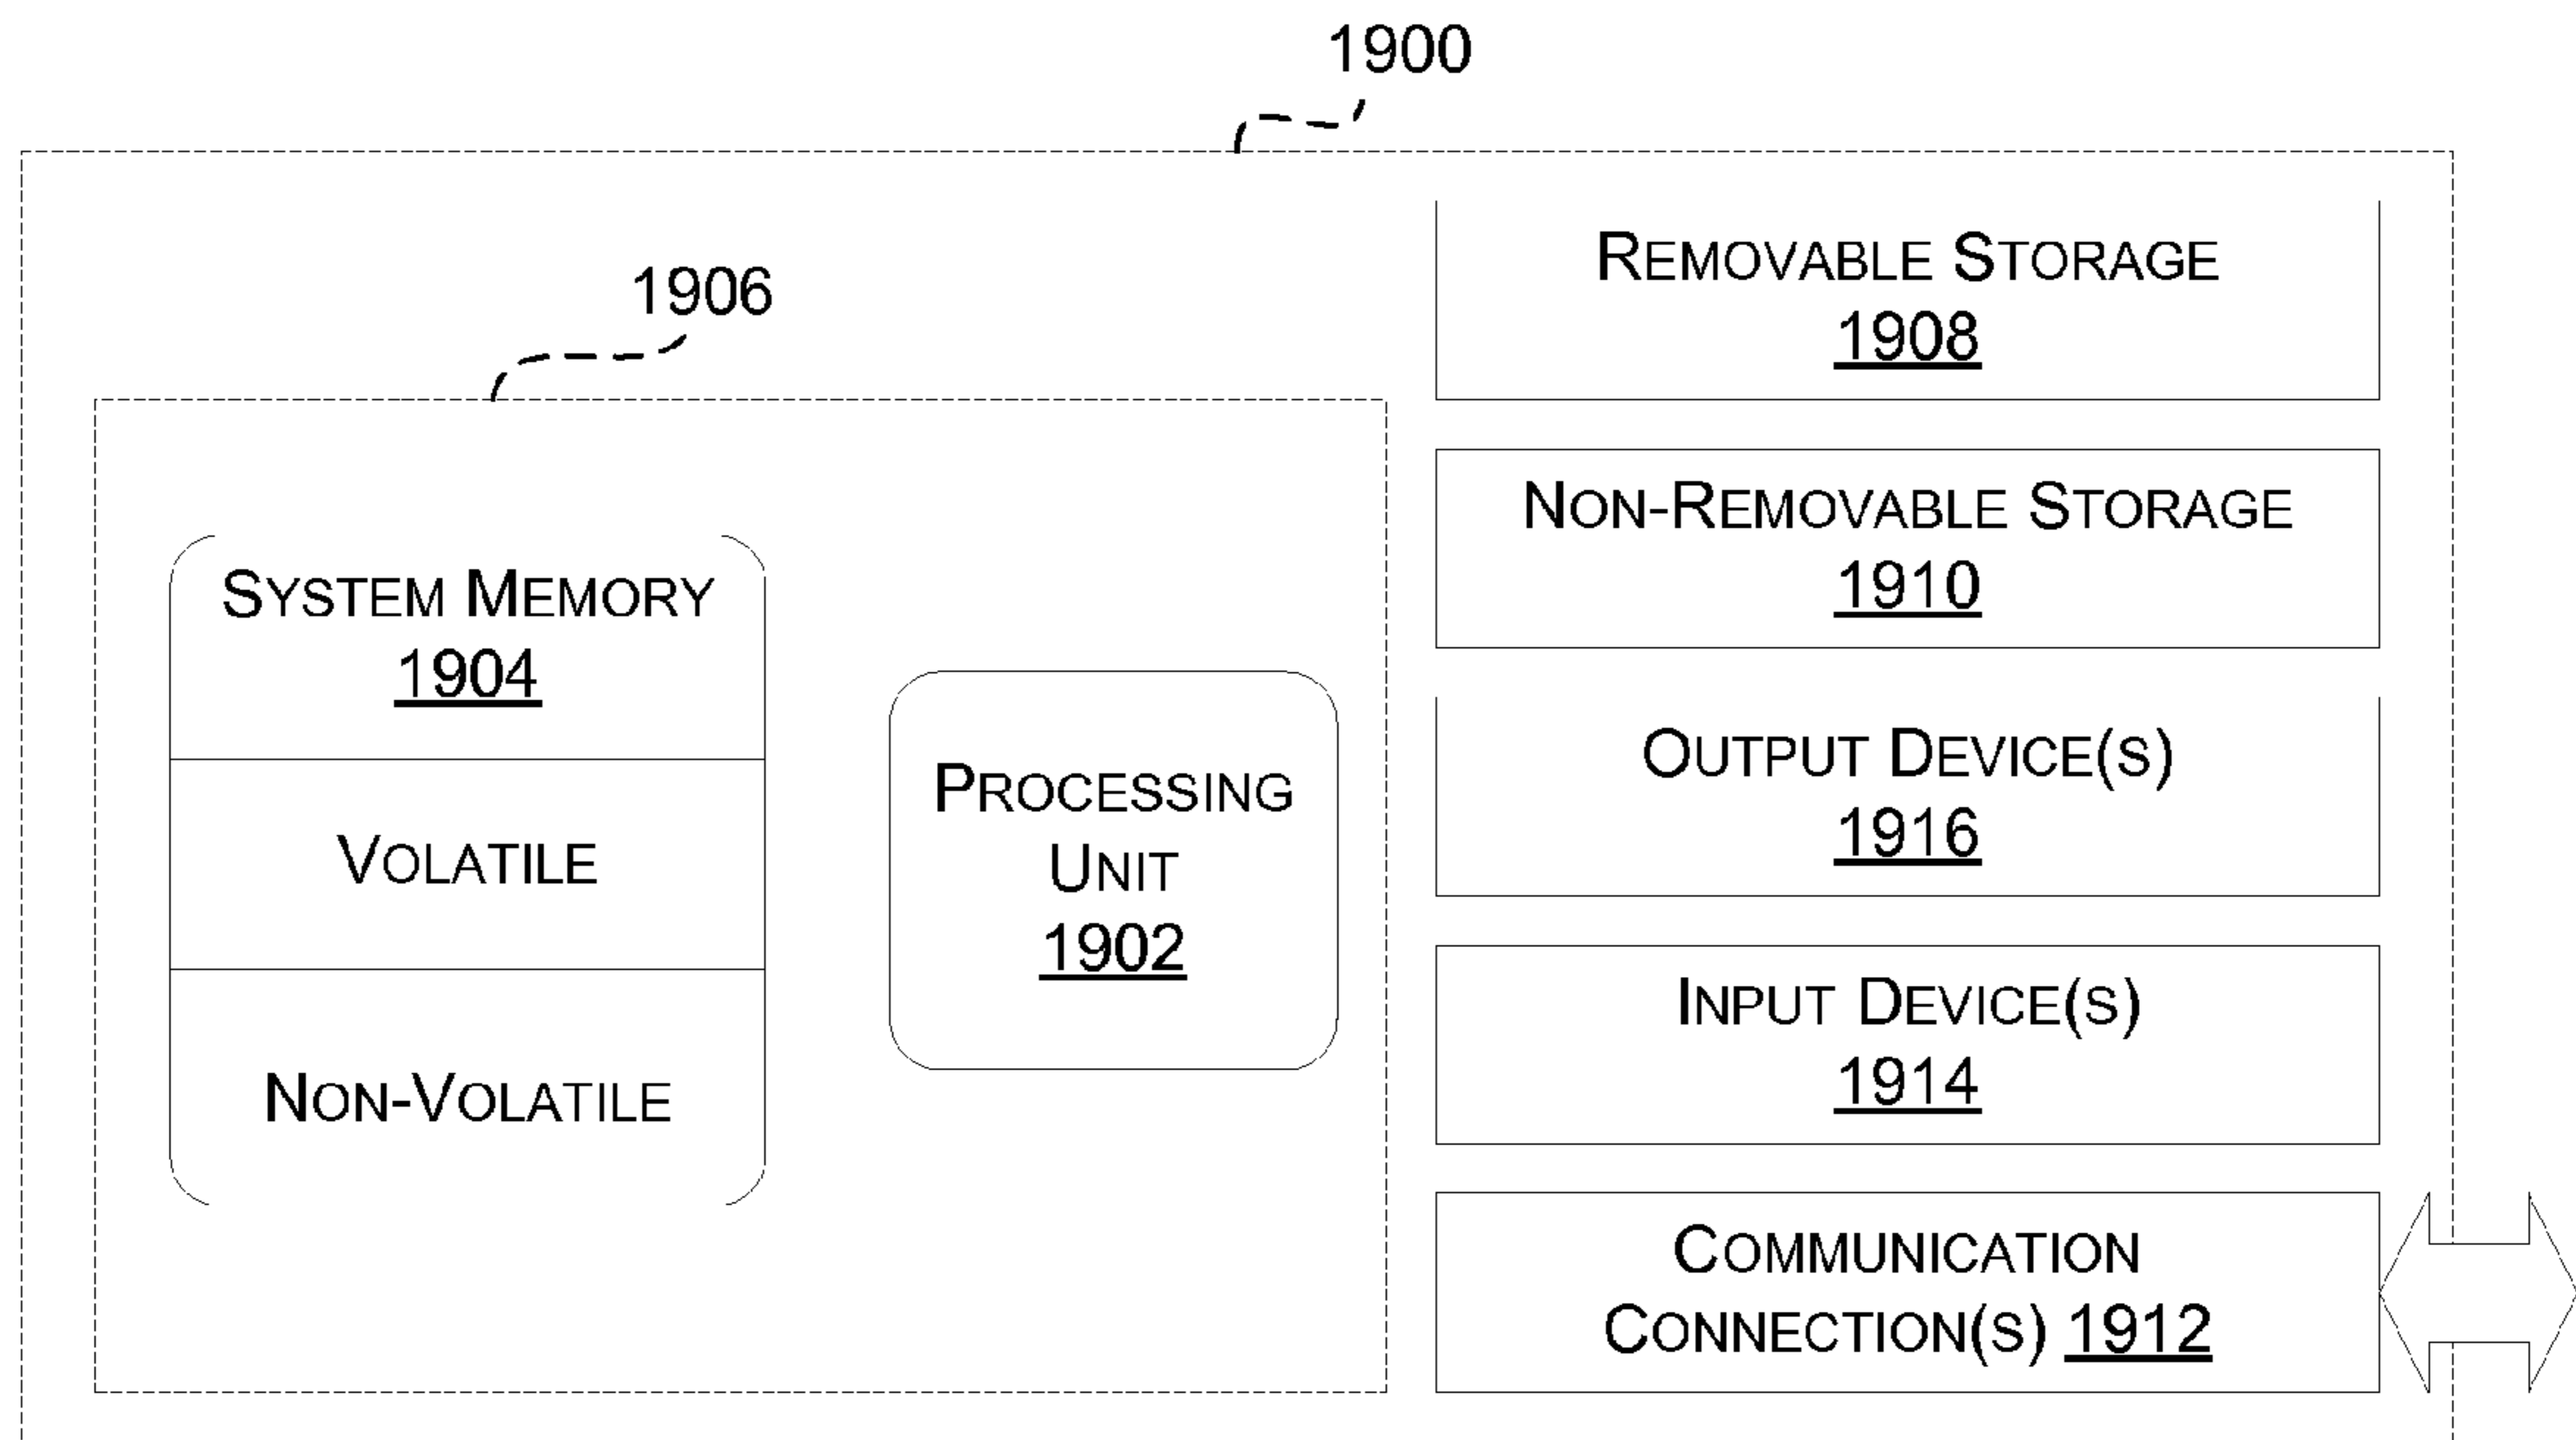 1900
1906
SYSTEM MEMORY
1904
VOLATILE
NON-VOLATILE
PROCESSING
UNIT
1902
REMOVABLE STORAGE
1908
NON-REMOVABLE STORAGE
1910
OUTPUT DEVICE(S)
1916
INPUT DEVICE(S)
1914
COMMUNICATION
CONNECTION(S) 1912